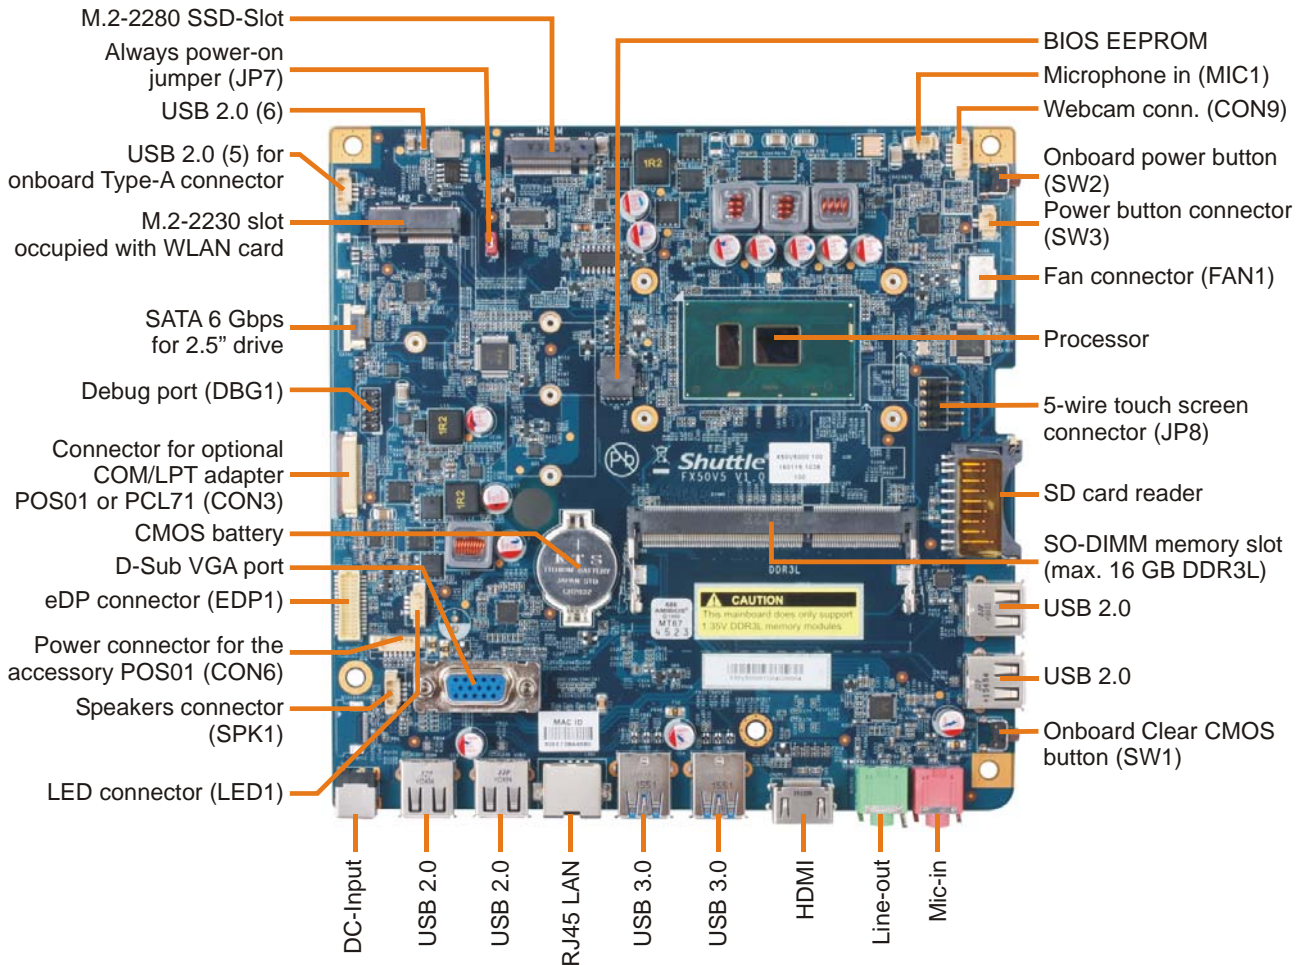 M.2-2280 SSD-Slot
Always power-on
jumper (JP7)
USB 2.0 (6)
USB 2.0 (5) for
onboard Type-A connector
M.2-2230 slot
occupied with WLAN card
SATA 6 Gbps
for 2.5” drive
Debug port (DBG1)
Connector for optional
COM/LPT adapter
POS01 or PCL71 (CON3)
CMOS battery
D-Sub VGA port
eDP connector (EDP1)
Power connector for the
accessory POS01 (CON6)
Speakers connector
(SPK1)
LED connector (LED1)
BIOS EEPROM
Microphone in (MIC1)
Webcam conn. (CON9)
Onboard power button
(SW2)
Power button connector
(SW3)
Fan connector (FAN1)
Processor
5-wire touch screen
connector (JP8)
SD card reader
SO-DIMM memory slot
(max. 16 GB DDR3L)
USB 2.0
USB 2.0
Onboard Clear CMOS
button (SW1)
DC-Input
USB 2.0
USB 2.0
RJ45 LAN
USB 3.0
USB 3.0
HDMI
Line-out
Mic-in
1R2
1R2
1R2
Pb
Shuttle
FX50V5 V1.0
DDR3L
CAUTION
This mainboard does only support
1.35V DDR3L memory modules
MT67
4523
MAC ID